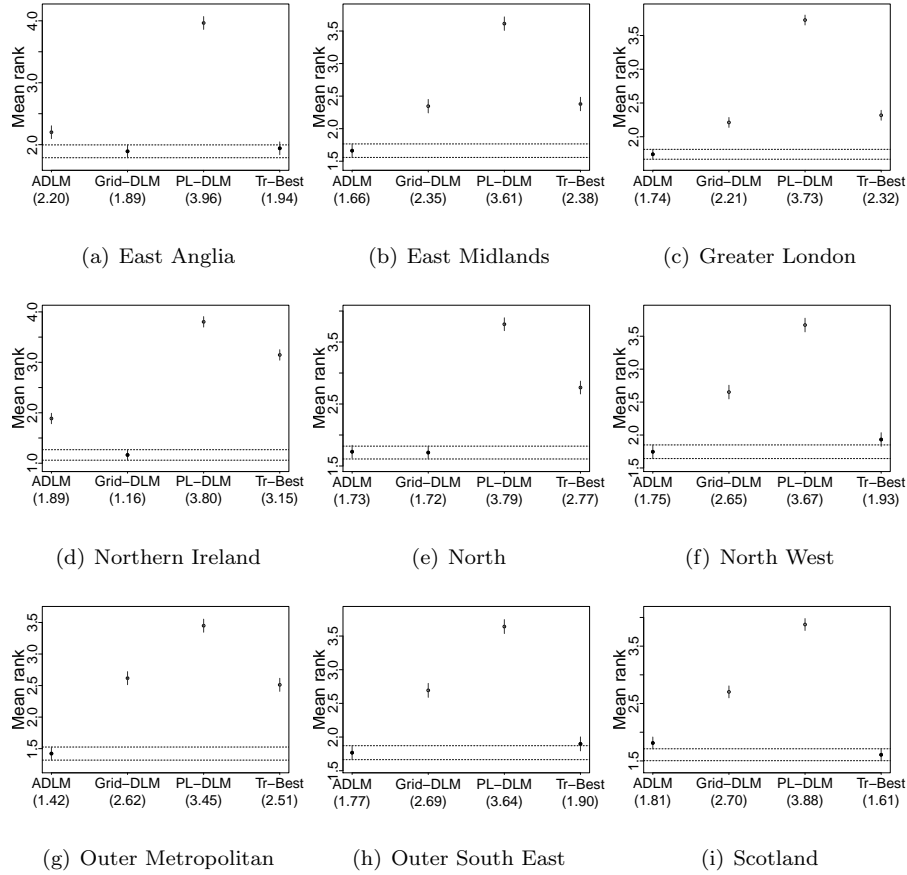 Mean rank
2.0 3.0 4.0
ADLM Grid−DLM PL−DLM Tr−Best
(2.20) (1.89) (3.96) (1.94)
(a) East Anglia
Mean rank
1.5 2.0 2.5 3.0 3.5
ADLM Grid−DLM PL−DLM Tr−Best
(1.66) (2.35) (3.61) (2.38)
(b) East Midlands
Mean rank
2.0 2.5 3.0 3.5
ADLM Grid−DLM PL−DLM Tr−Best
(1.74) (2.21) (3.73) (2.32)
(c) Greater London
Mean rank
1.0 2.0 3.0 4.0
ADLM Grid−DLM PL−DLM Tr−Best
(1.89) (1.16) (3.80) (3.15)
(d) Northern Ireland
Mean rank
1.5 2.5 3.5
ADLM Grid−DLM PL−DLM Tr−Best
(1.73) (1.72) (3.79) (2.77)
(e) North
Mean rank
1.5 2.0 2.5 3.0 3.5
ADLM Grid−DLM PL−DLM Tr−Best
(1.75) (2.65) (3.67) (1.93)
(f) North West
Mean rank
1.5 2.0 2.5 3.0 3.5
ADLM Grid−DLM PL−DLM Tr−Best
(1.42) (2.62) (3.45) (2.51)
(g) Outer Metropolitan
Mean rank
1.5 2.0 2.5 3.0 3.5
ADLM Grid−DLM PL−DLM Tr−Best
(1.77) (2.69) (3.64) (1.90)
(h) Outer South East
Mean rank
1.5 2.5 3.5
ADLM Grid−DLM PL−DLM Tr−Best
(1.81) (2.70) (3.88) (1.61)
(i) Scotland